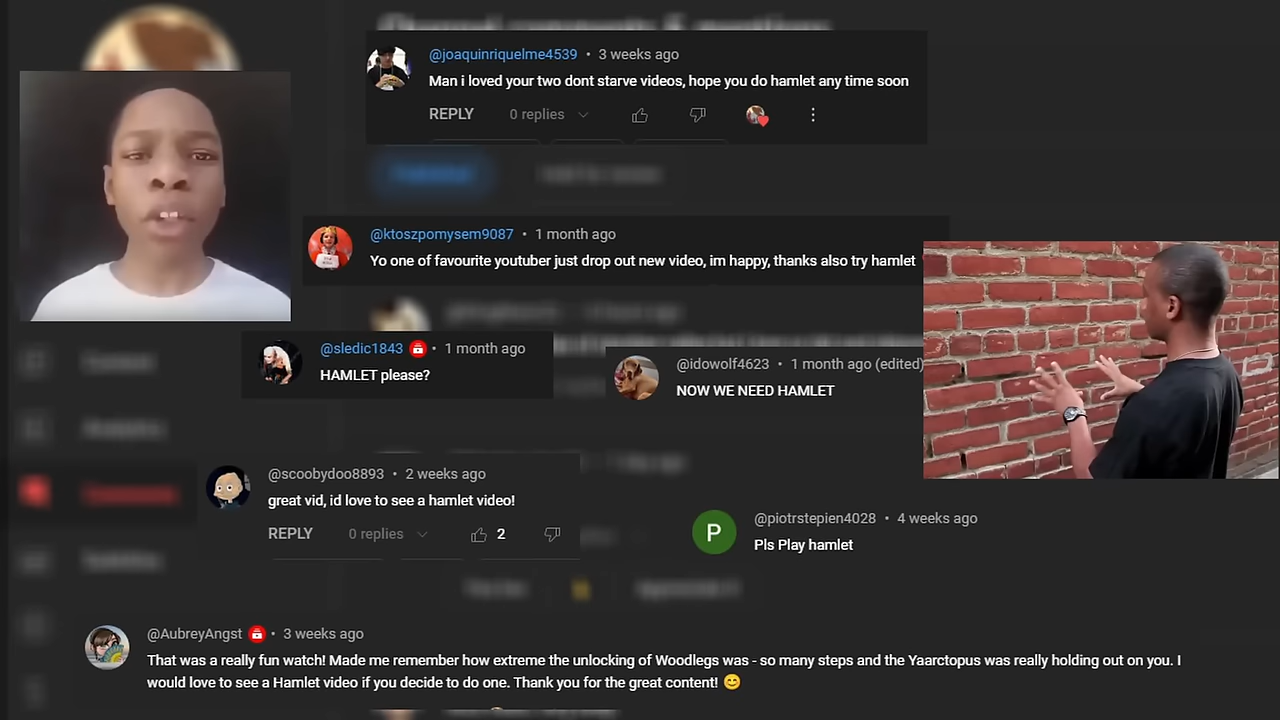 @joaquinriquelme4539 • 3 weeks ago
Man i loved your two dont starve videos, hope you do hamlet any time soon
REPLY 0 replies
@ktoszpomysem9087 • 1 month ago
Yo one of favourite youtuber just drop out new video, im happy, thanks also try hamlet
@sledic1843 • 1 month ago
HAMLET please?
@idowolf4623 • 1 month ago (edited)
NOW WE NEED HAMLET
@scoobydoo8893 • 2 weeks ago
great vid, id love to see a hamlet video!
REPLY 0 replies 2
P
@piotrstepien4028 • 4 weeks ago
Pls Play hamlet
@AubreyAngst • 3 weeks ago
That was a really fun watch! Made me remember how extreme the unlocking of Woodlegs was - so many steps and the Yaarctopus was really holding out on you. I
would love to see a Hamlet video if you decide to do one. Thank you for the great content! 😊